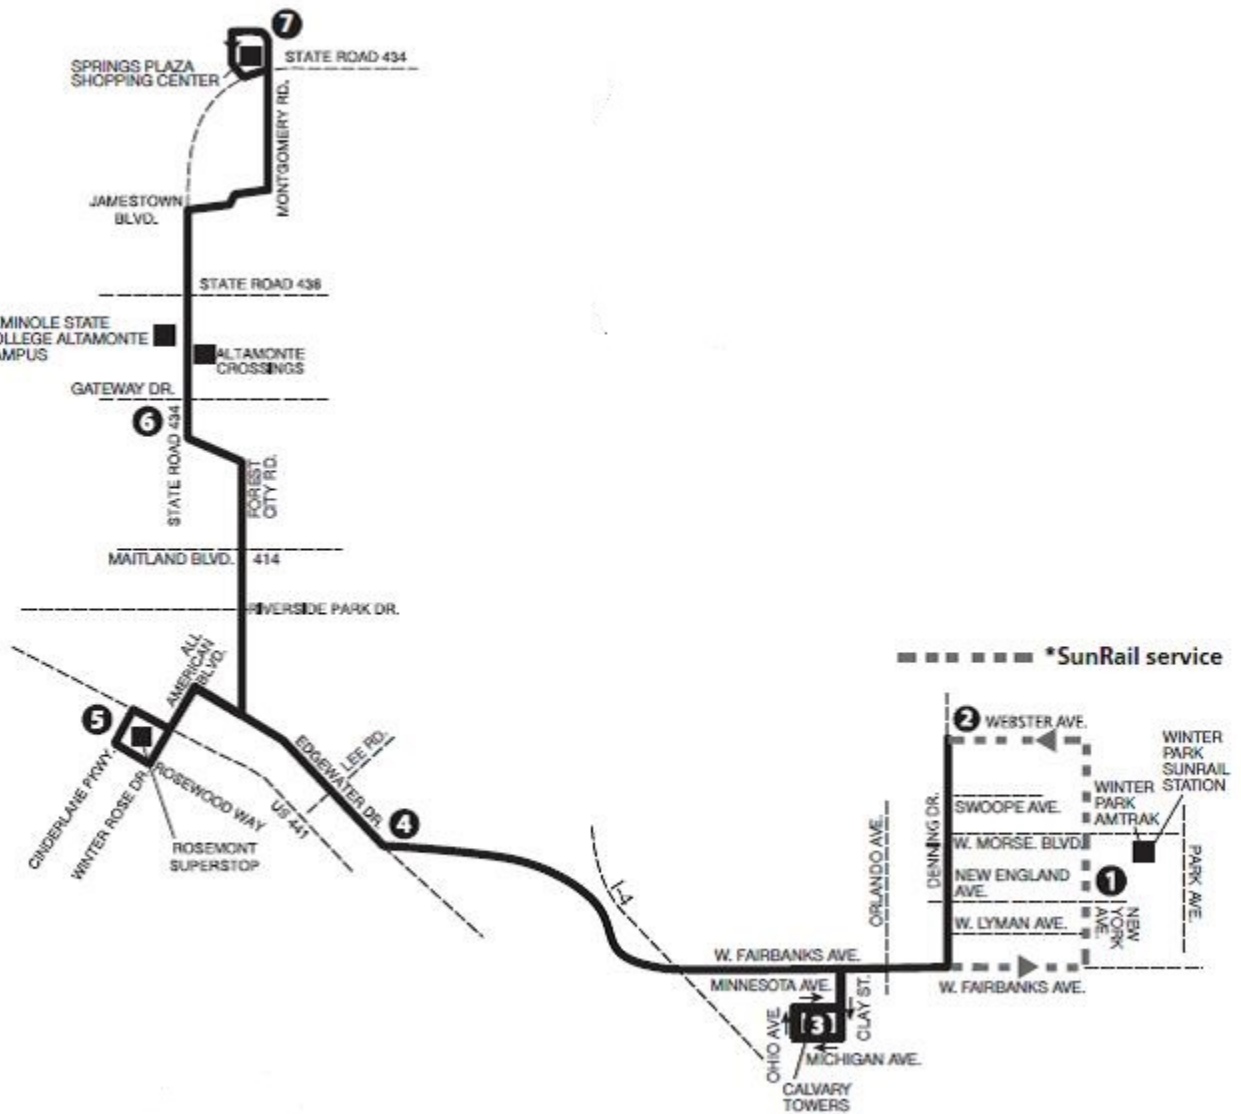 7
STATE ROAD 434
SPRINGS PLAZA
SHOPPING CENTER
MONTGOMERY RD.
JAMESTOWN
BLVD.
STATE ROAD 436
MINOLE STATE
OLLEGE ALTAMONTE
AMPUS
ALTAMONTE
CROSSINGS
GATEWAY DR.
6
STATE ROAD 434
FOREST
CITY RD.
MAITLAND BLVD.
414
RIVERSIDE PARK DR.
ALL
AMERICAN
BLVD.
5
CINDERLANE PKWY.
WINTER ROSE DR.
ROSEWOOD WAY
ROSEMONT
SUPERSTOP
US 441
EDGEWATER DR.
LEE RD.
4
I-4
*SunRail service
2
WEBSTER AVE.
WINTER
PARK
SUNRAIL
STATION
WINTER
PARK
AMTRAK
SWOOPE AVE.
W. MORSE. BLVD.
NEW ENGLAND
AVE.
1
W. LYMAN AVE.
NEW
YORK
AVE.
PARK AVE.
DENNING DR.
ORLANDO AVE.
W. FAIRBANKS AVE.
W. FAIRBANKS AVE.
MINNESOTA AVE.
CLAY ST.
3
OHIO AVE.
MICHIGAN AVE.
CALVARY
TOWERS